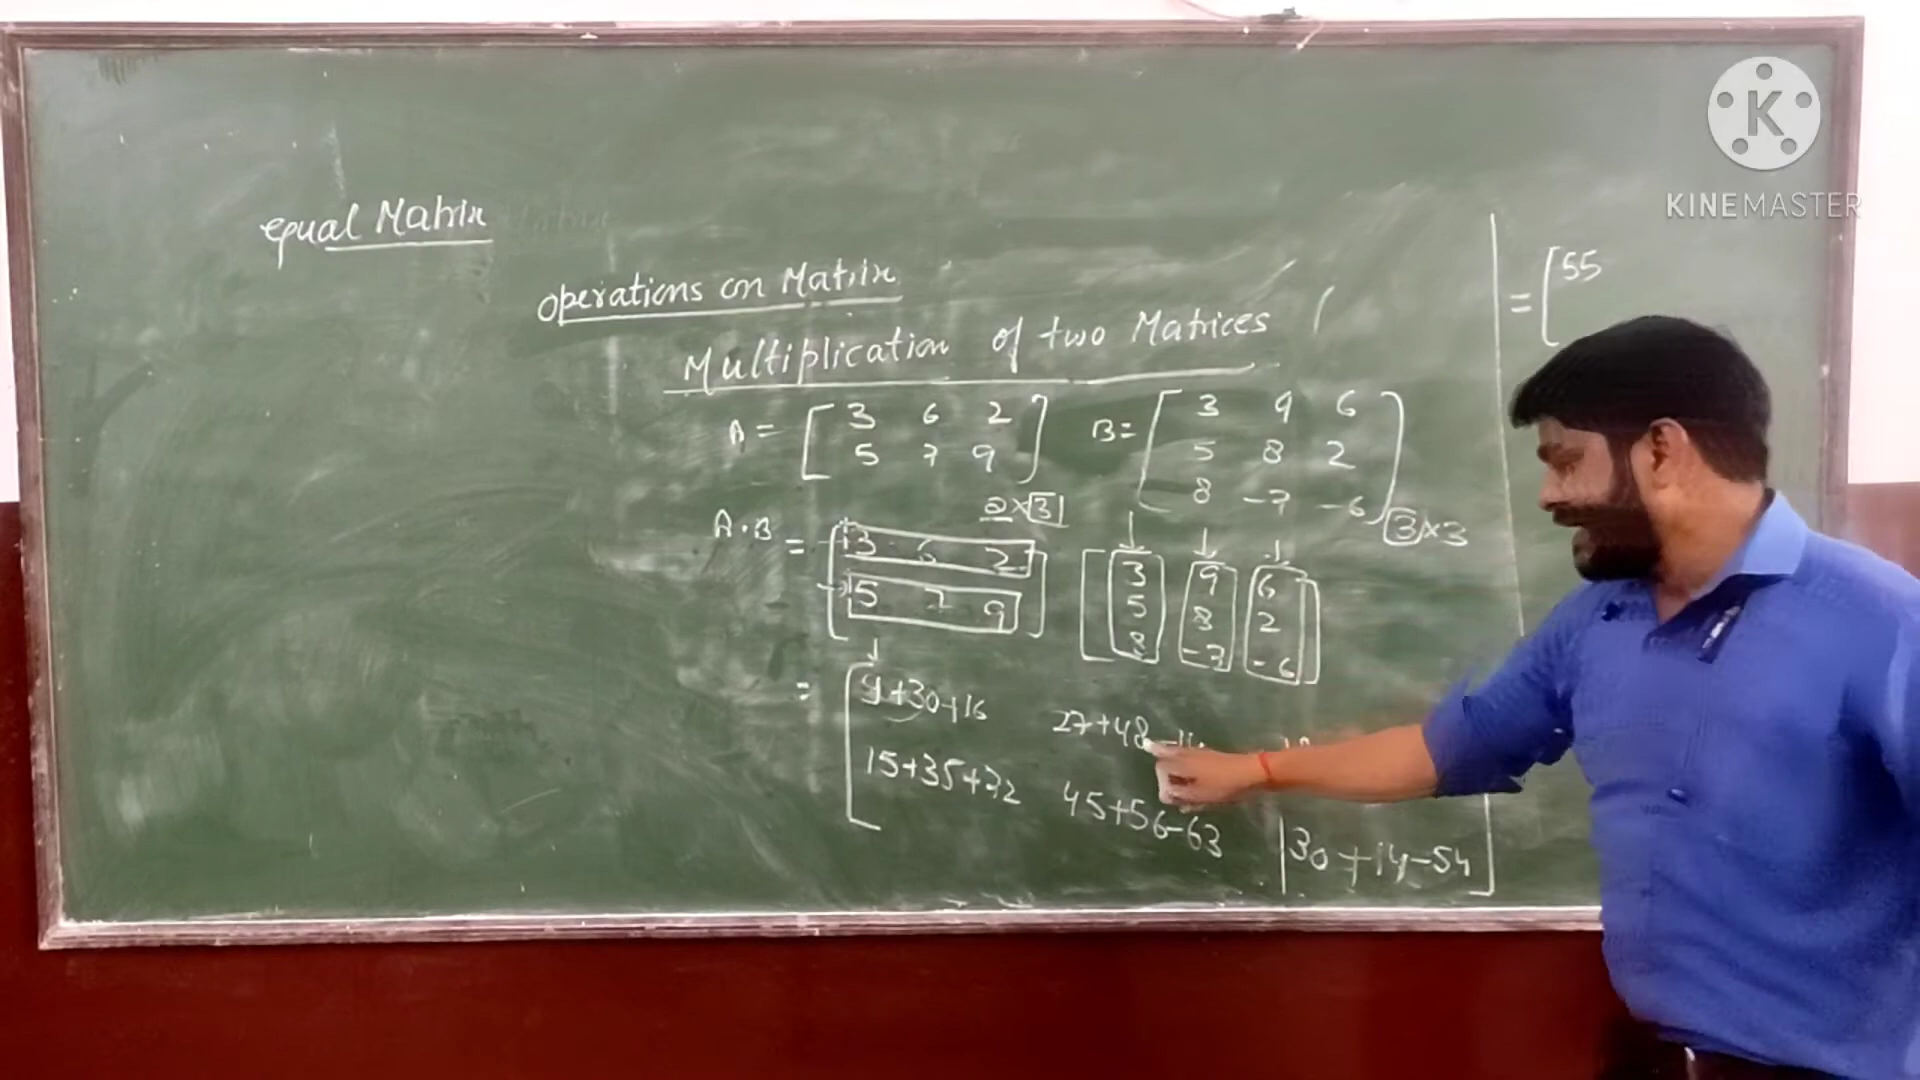 KINEMASTER
equal Matrix
operations on Matrix
Multiplication of two Matrices
A = [ 3 6 2
5 7 9 ] 2×3
B = [ 3 9 6
5 8 2
8 -7 -6 ] 3×3
A·B = [ 3 6 2
5 7 9 ]
[ 3 9 6
5 8 2
8 -7 -6 ]
= [ 9+30+16 27+48
15+35+72 45+56-63 30+14-54 ]
= [ 55